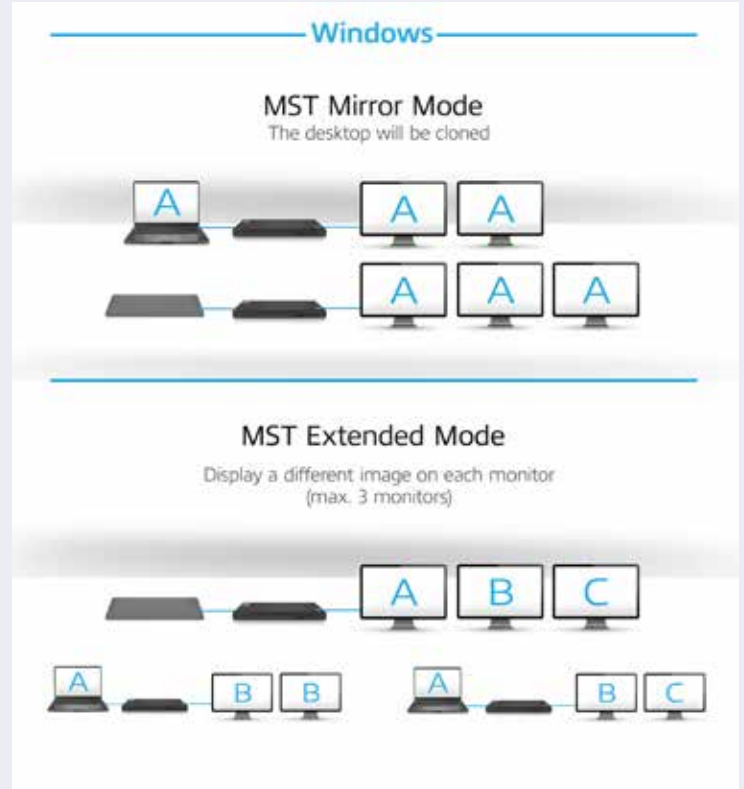 Windows
MST Mirror Mode
The desktop will be cloned
A A A
A A A
MST Extended Mode
Display a different image on each monitor
(max. 3 monitors)
A B C
A B B A B C